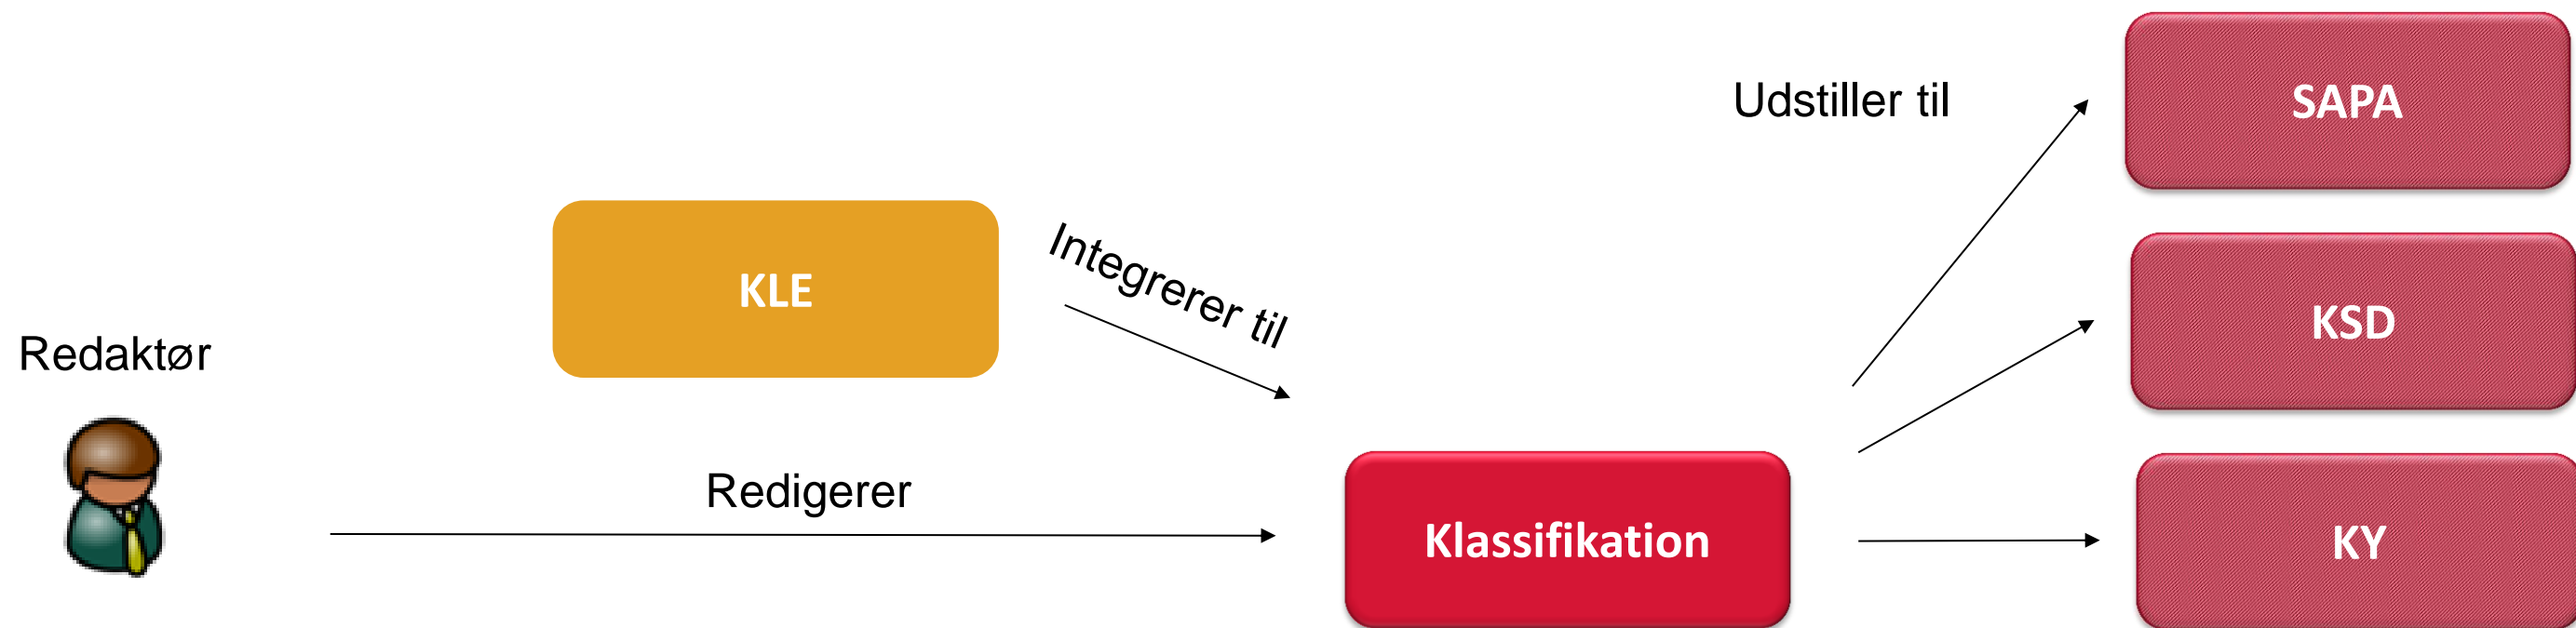 Udstiller til
SAPA
Integrerer til
KLE
KSD
Redaktør
Redigerer
Klassifikation
KY